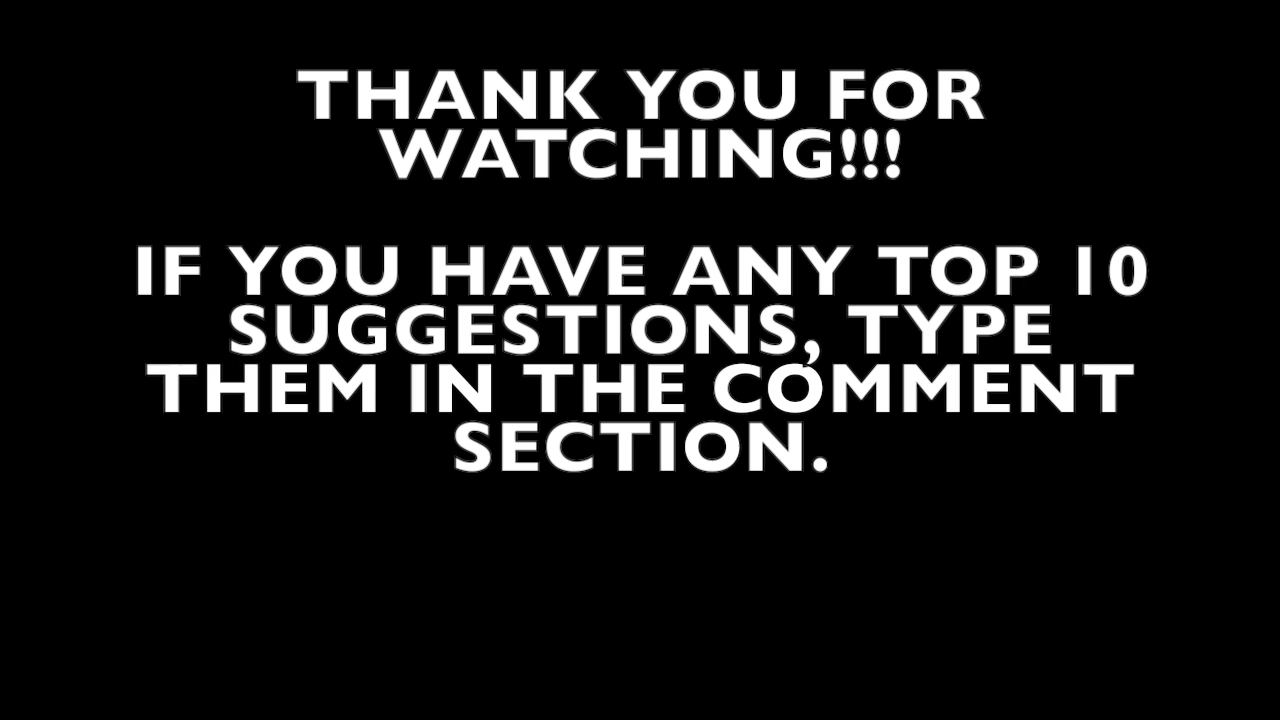 THANK YOU FOR
WATCHING!!!
IF YOU HAVE ANY TOP 10
SUGGESTIONS, TYPE
THEM IN THE COMMENT
SECTION.